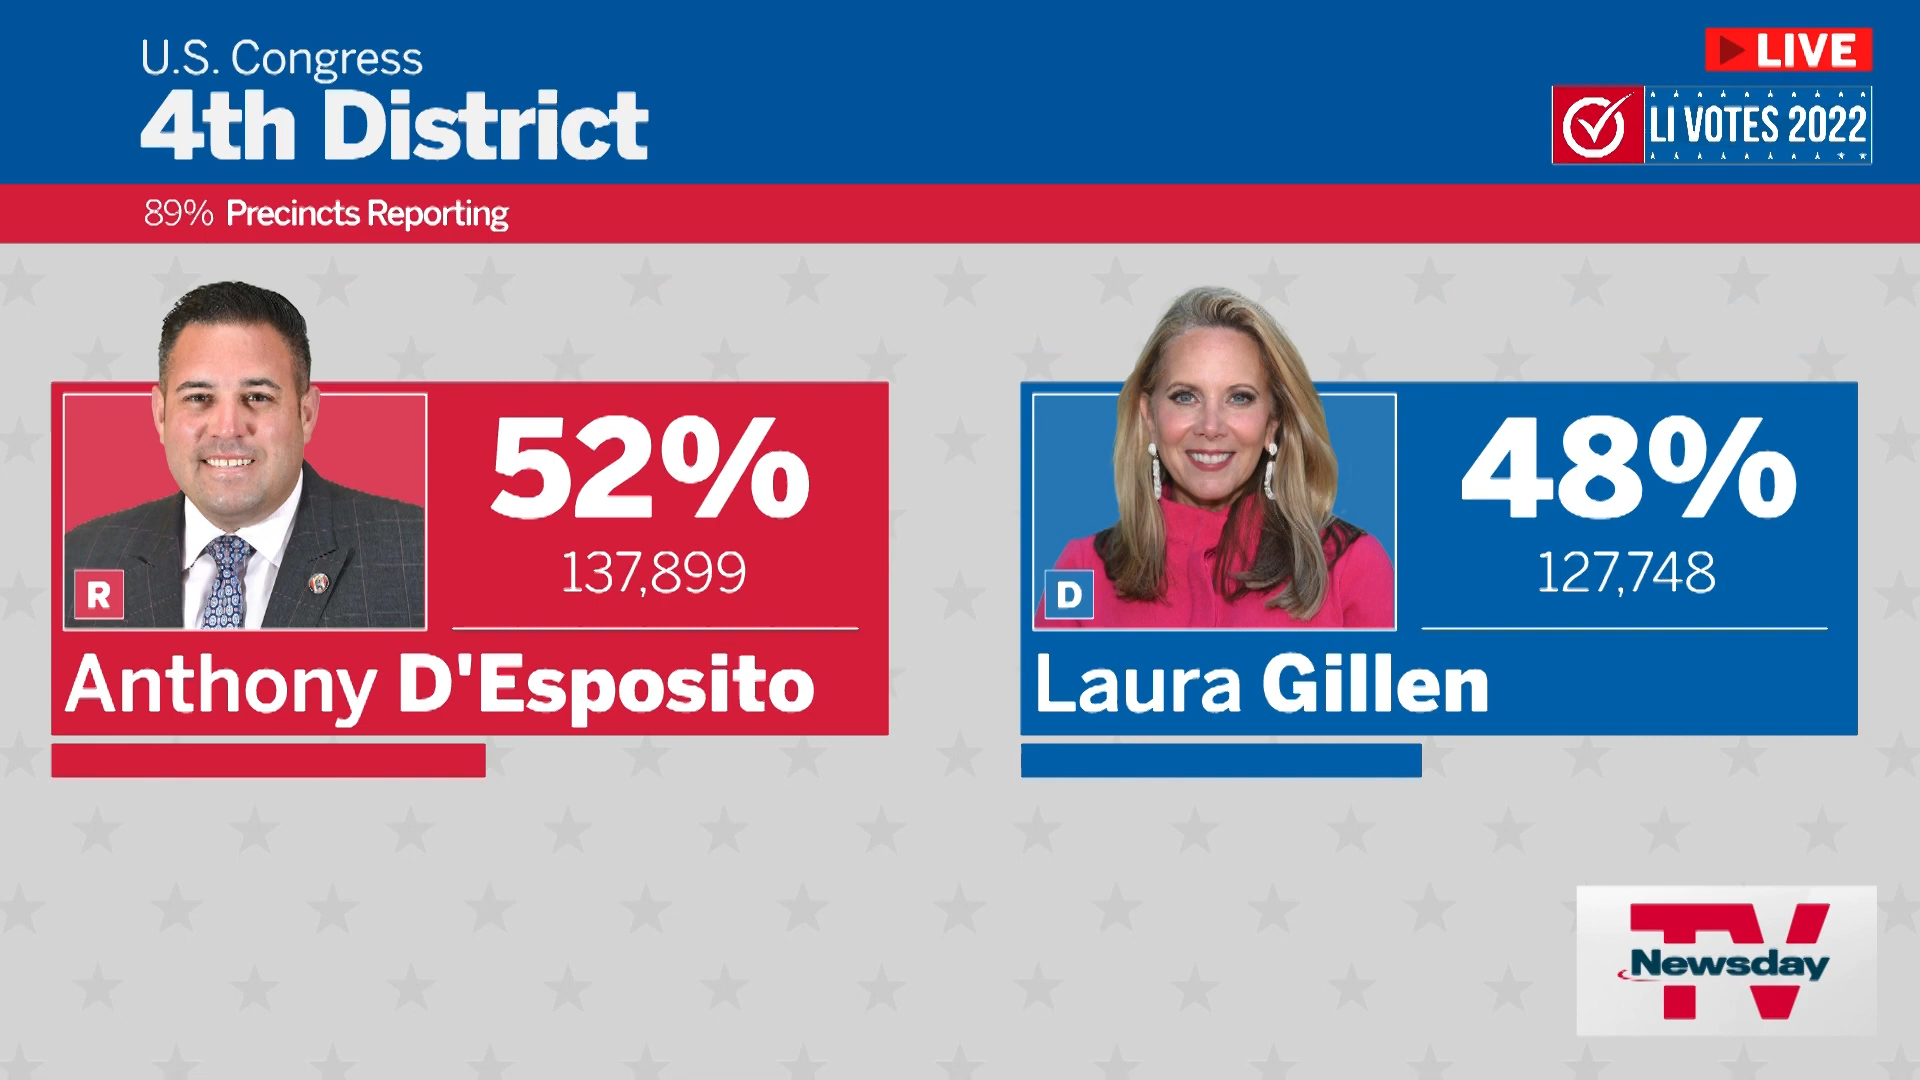 U.S. Congress
4th District
LIVE
LI VOTES 2022
89% Precincts Reporting
52%
137,899
R
Anthony D'Esposito
48%
127,748
D
Laura Gillen
TV
Newsday